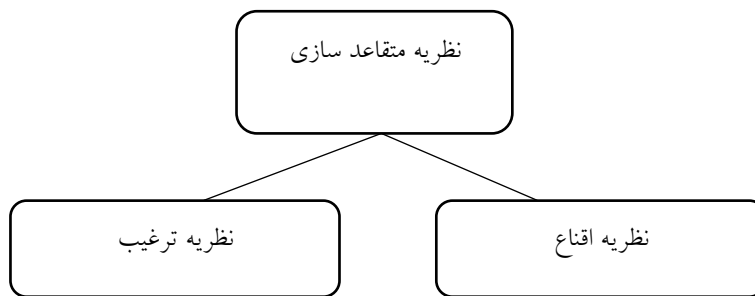 نظریه متقاعد سازی
نظریه اقناع
نظریه ترغیب